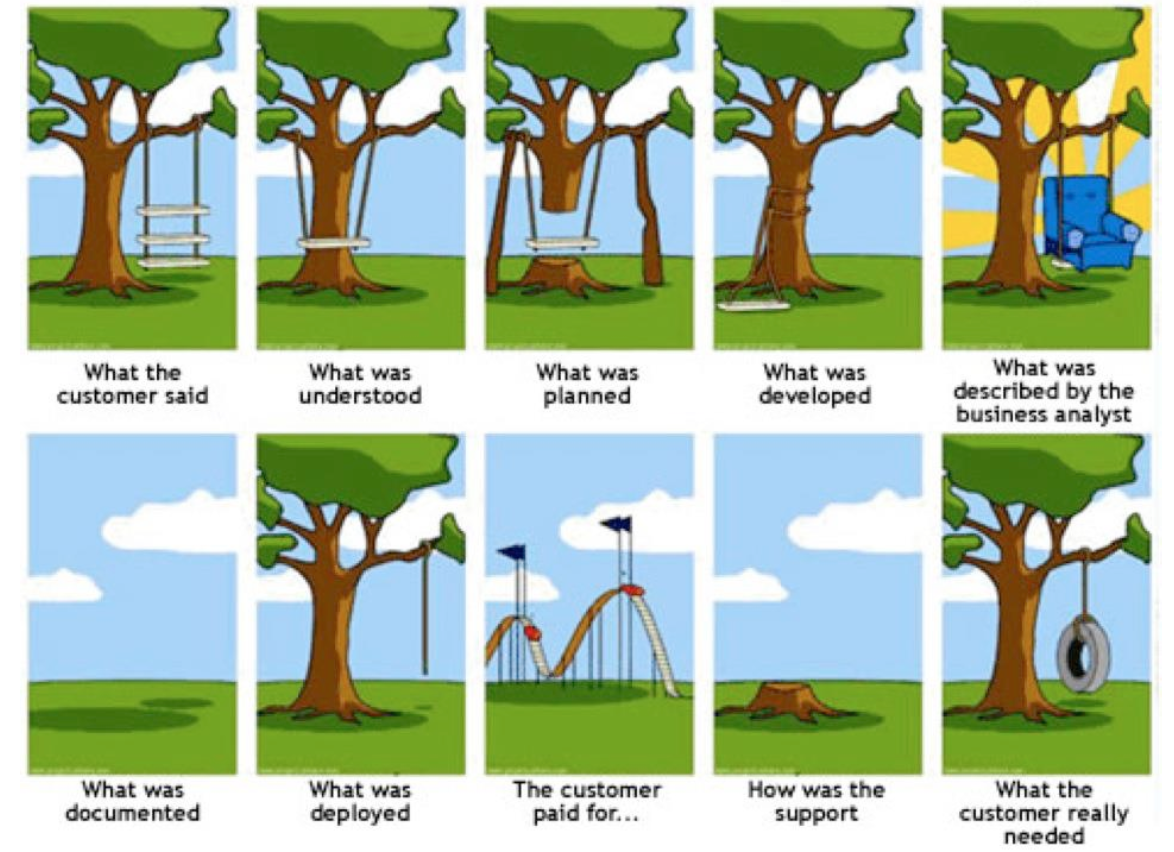 What the
customer said
What was
understood
What was
planned
What was
developed
What was
described by the
business analyst
What was
documented
What was
deployed
The customer
paid for...
How was the
support
What the
customer really
needed